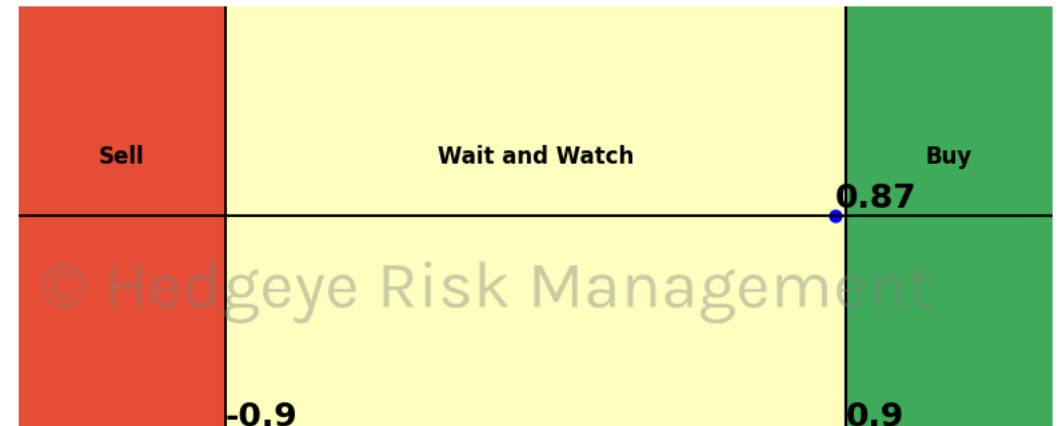 Sell
Wait and Watch
Buy
0.87
© Hedgeye Risk Management
-0.9
0.9